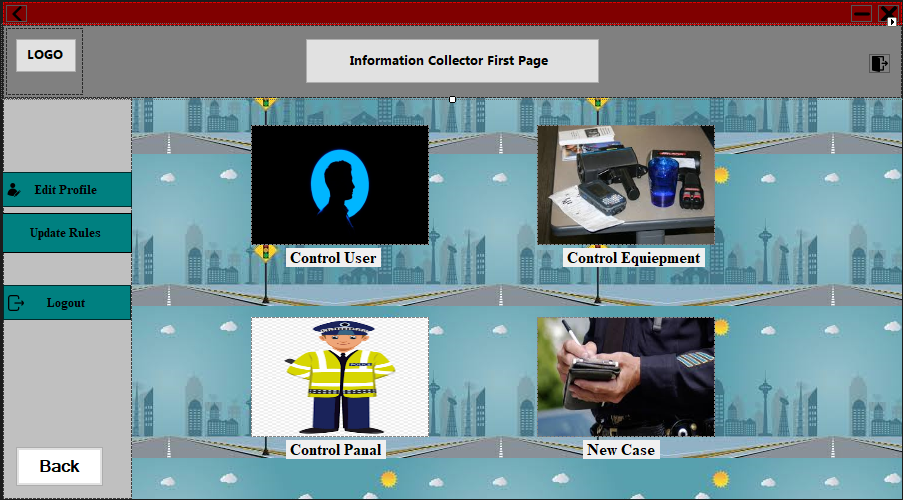 LOGO
Information Collector First Page
Edit Profile
Update Rules
Logout
Back
Control User
Control Equiepment
Control Panal
New Case